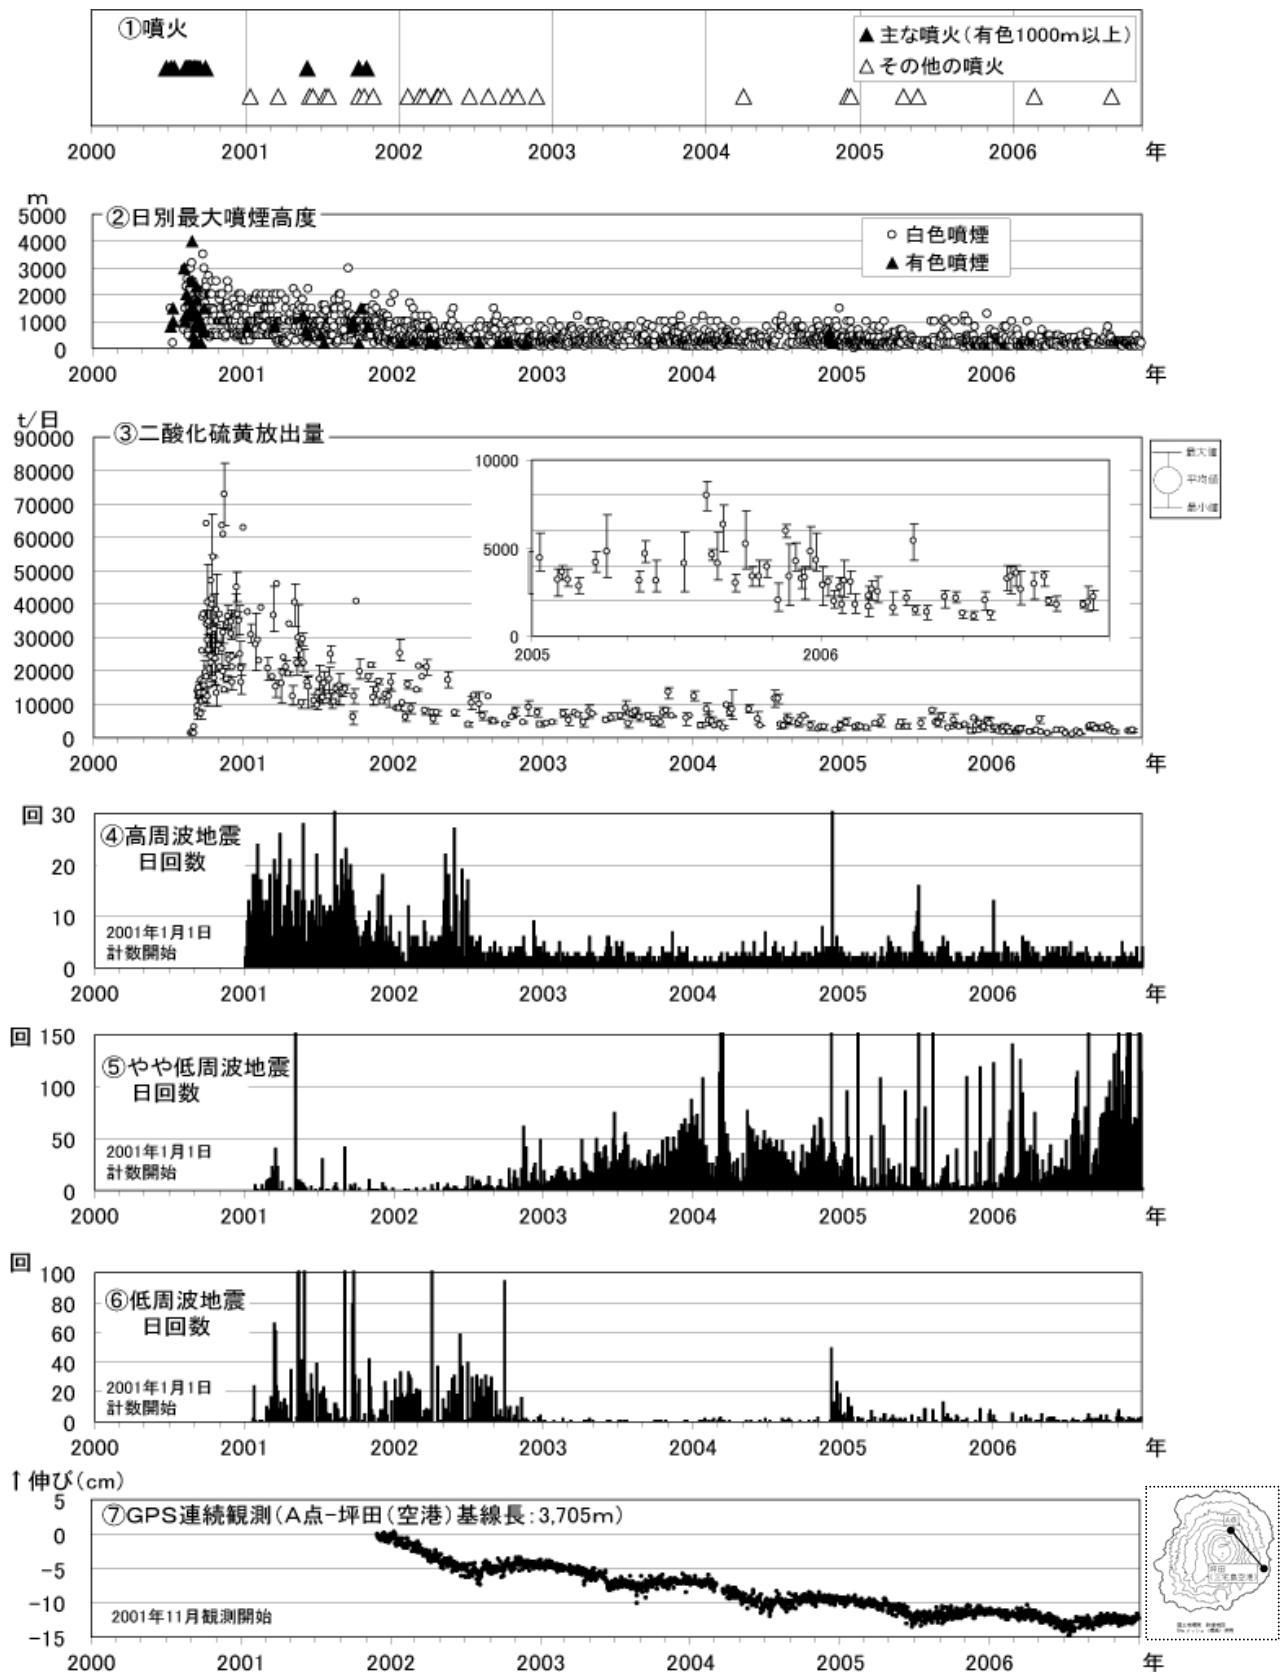 ①噴火
▲ 主な噴火（有色1000m以上）
△ その他の噴火
2000 2001 2002 2003 2004 2005 2006 年
m
②日別最大噴煙高度
5000
4000
3000
2000
1000
0
○ 白色噴煙
▲ 有色噴煙
2000 2001 2002 2003 2004 2005 2006 年
t/日
③二酸化硫黄放出量
90000
80000
70000
60000
50000
40000
30000
20000
10000
0
10000
5000
0
2005 2006
最大値
平均値
最小値
2000 2001 2002 2003 2004 2005 2006 年
回
④高周波地震
日回数
30
20
10
0
2001年1月1日
計数開始
2000 2001 2002 2003 2004 2005 2006 年
回
⑤やや低周波地震
日回数
150
100
50
0
2001年1月1日
計数開始
2000 2001 2002 2003 2004 2005 2006 年
回
⑥低周波地震
日回数
100
80
60
40
20
0
2001年1月1日
計数開始
2000 2001 2002 2003 2004 2005 2006 年
↑伸び（cm）
⑦GPS連続観測（A点−坪田（空港）基線長：3,705m）
5
0
−5
−10
−15
2001年11月観測開始
2000 2001 2002 2003 2004 2005 2006 年
A点
坪田
（三宅島空港）